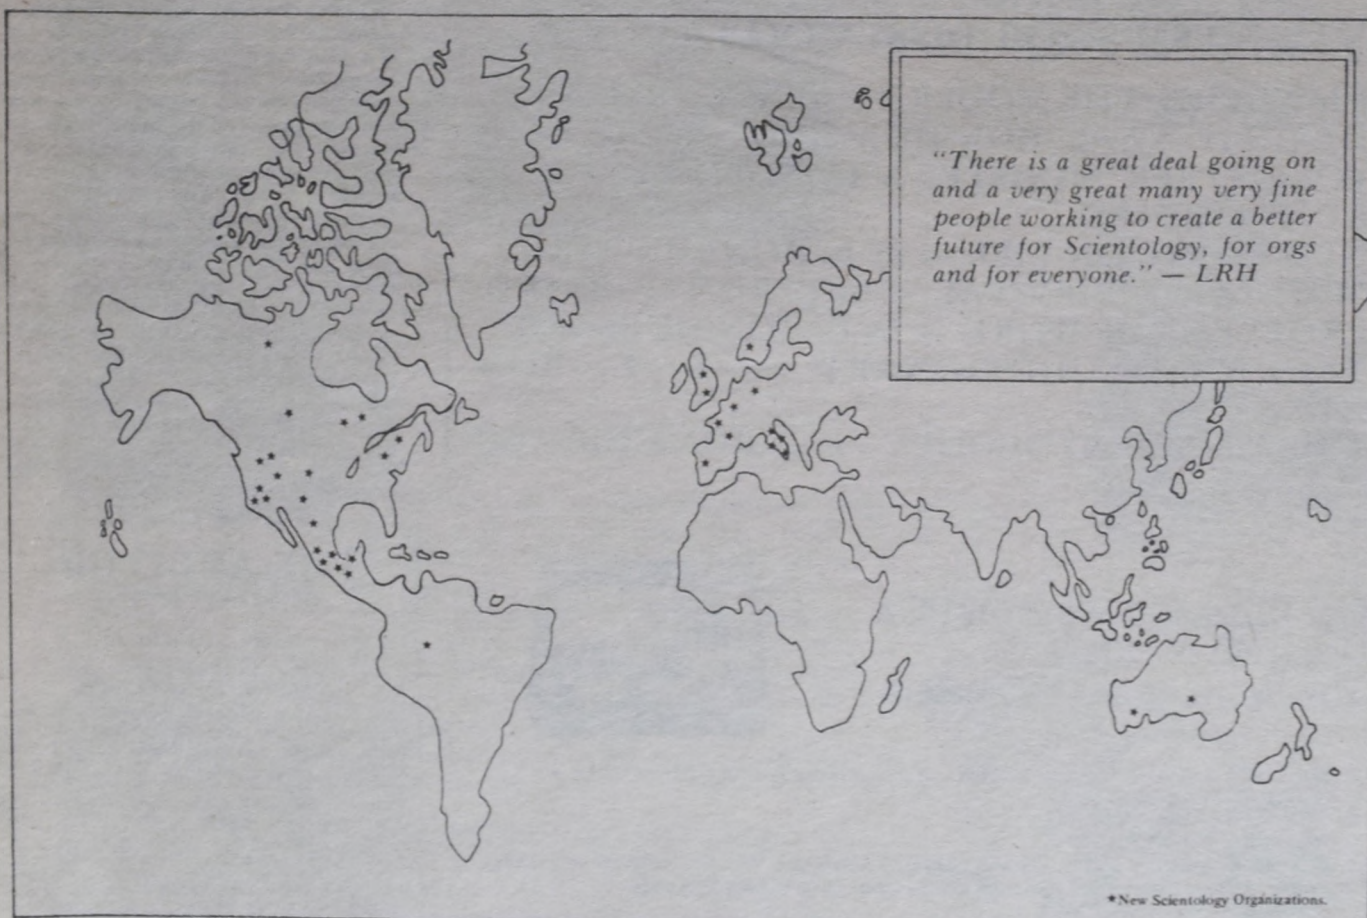 "There is a great deal going on
and a very great many very fine
people working to create a better
future for Scientology, for orgs
and for everyone." — LRH
*New Scientology Organizations.